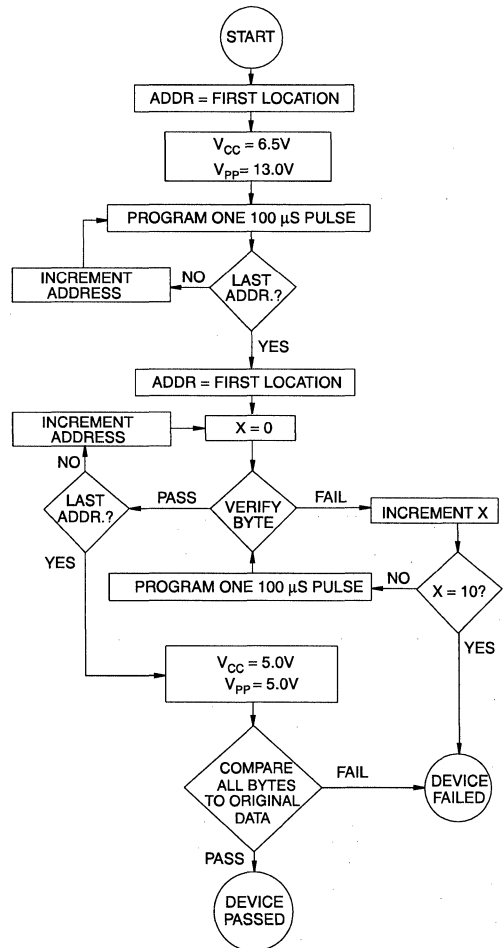 START
ADDR = FIRST LOCATION
VCC = 6.5V
VPP = 13.0V
PROGRAM ONE 100 µS PULSE
INCREMENT
ADDRESS
NO
LAST
ADDR.?
YES
ADDR = FIRST LOCATION
INCREMENT
ADDRESS
X = 0
NO
LAST
ADDR.?
PASS
VERIFY
BYTE
FAIL
INCREMENT X
YES
PROGRAM ONE 100 µS PULSE
NO
X = 10?
YES
VCC = 5.0V
VPP = 5.0V
COMPARE
ALL BYTES
TO ORIGINAL
DATA
FAIL
DEVICE
FAILED
PASS
DEVICE
PASSED